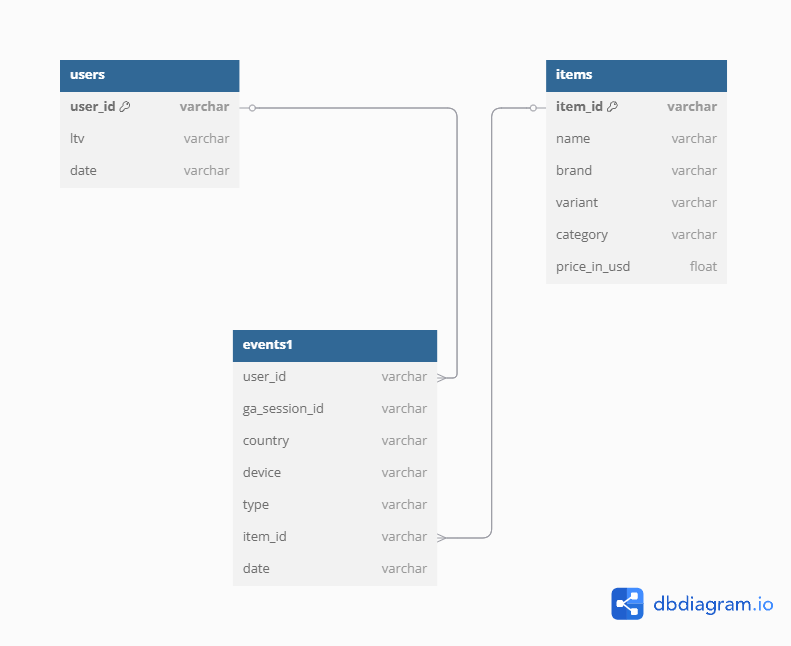 users
user_id varchar
ltv varchar
date varchar
items
item_id varchar
name varchar
brand varchar
variant varchar
category varchar
price_in_usd float
events1
user_id varchar
ga_session_id varchar
country varchar
device varchar
type varchar
item_id varchar
date varchar
dbdiagram.io